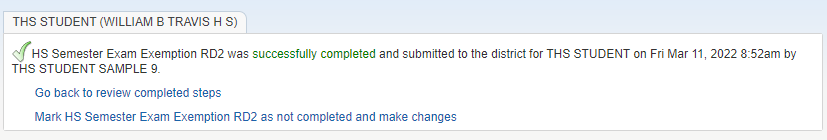 THS STUDENT (WILLIAM B TRAVIS H S)
HS Semester Exam Exemption RD2 was successfully completed and submitted to the district for THS STUDENT on Fri Mar 11, 2022 8:52am by
THS STUDENT SAMPLE 9.
Go back to review completed steps
Mark HS Semester Exam Exemption RD2 as not completed and make changes